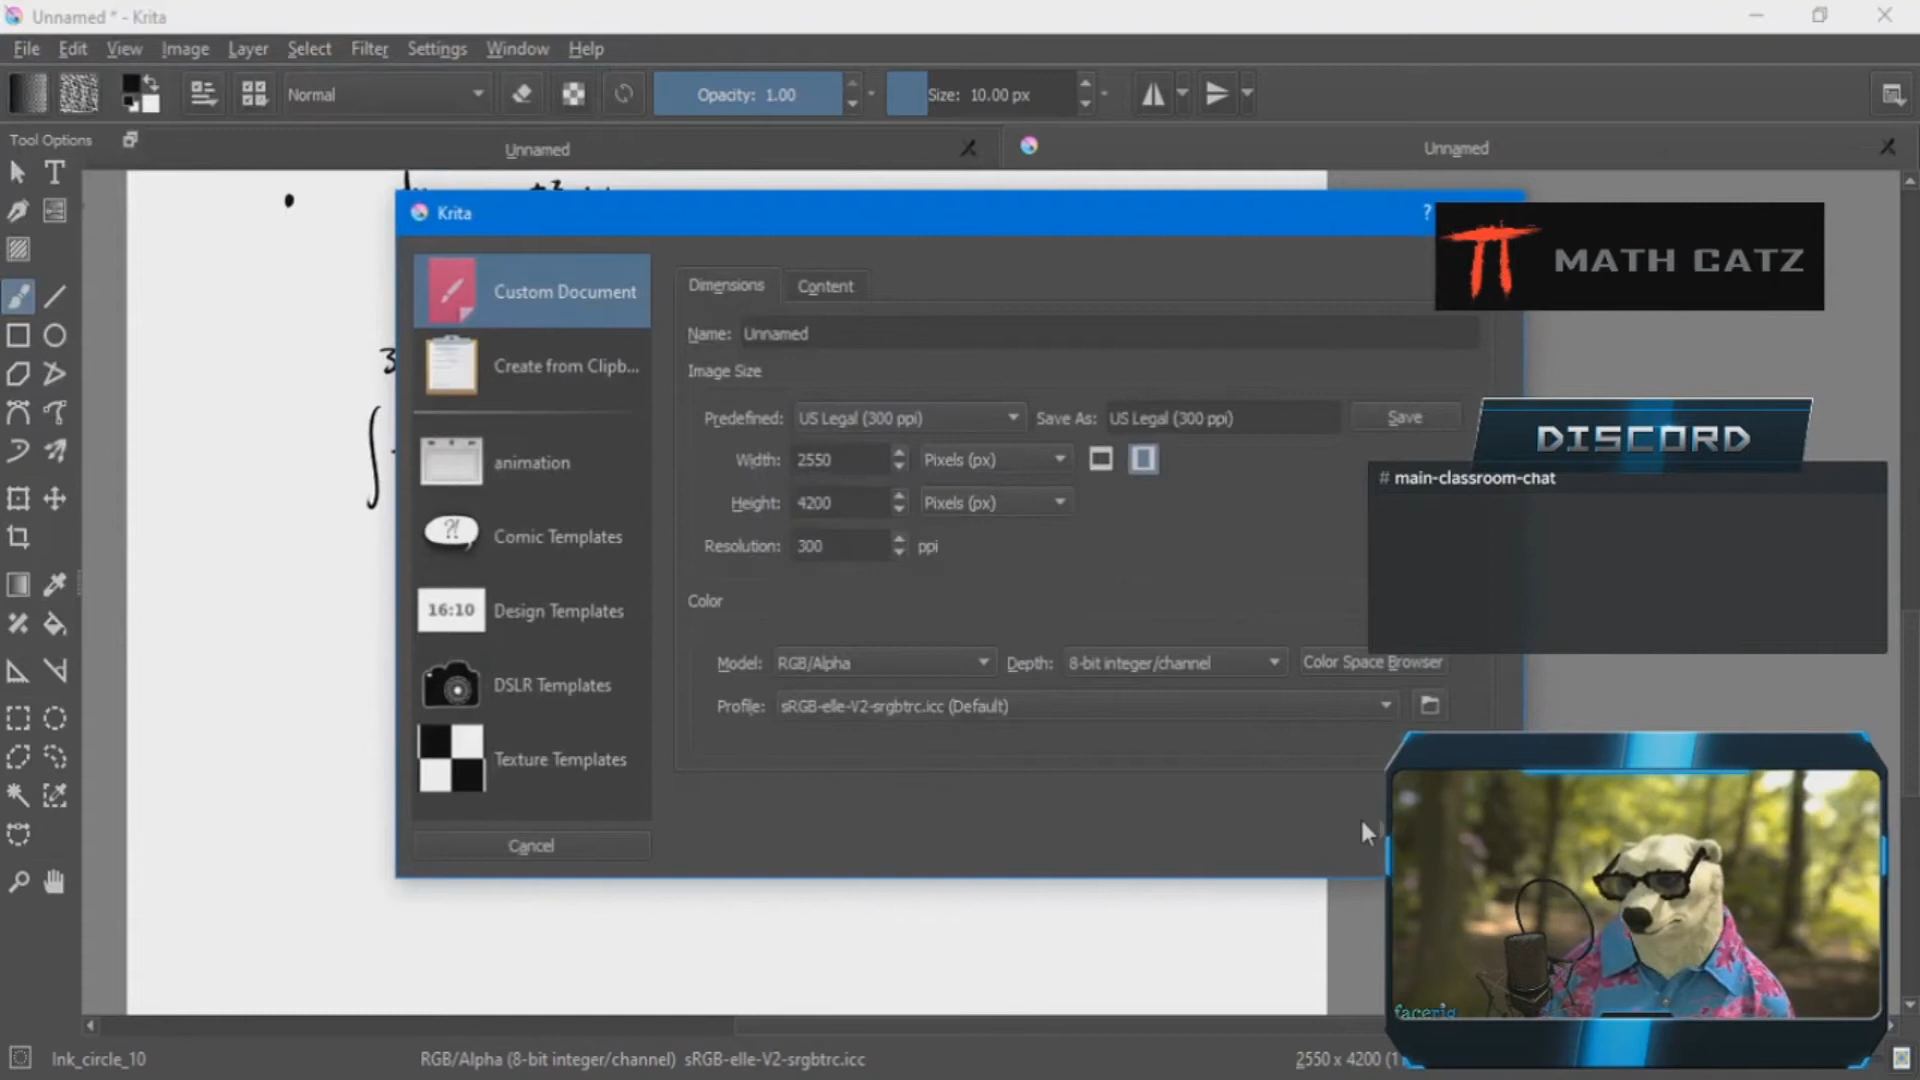 Unnamed * - Krita
File Edit View Image Layer Select Filter Settings Window Help
Normal
Opacity: 1.00
Size: 10.00 px
Tool Options
Unnamed
Unnamed
Krita
?
MATH CATZ
Custom Document
Create from Clipb...
animation
?!
Comic Templates
16:10
Design Templates
DSLR Templates
Texture Templates
Cancel
Dimensions
Content
Name: Unnamed
Image Size
Predefined: US Legal (300 ppi)
Save As: US Legal (300 ppi)
Save
Width: 2550
Pixels (px)
Height: 4200
Pixels (px)
Resolution: 300 ppi
Color
Model: RGB/Alpha
Depth: 8-bit integer/channel
Color Space Browser
Profile: sRGB-elle-V2-srgbtrc.icc (Default)
DISCORD
# main-classroom-chat
facerig
3
∫
Ink_circle_10
RGB/Alpha (8-bit integer/channel) sRGB-elle-V2-srgbtrc.icc
2550 x 4200 (1